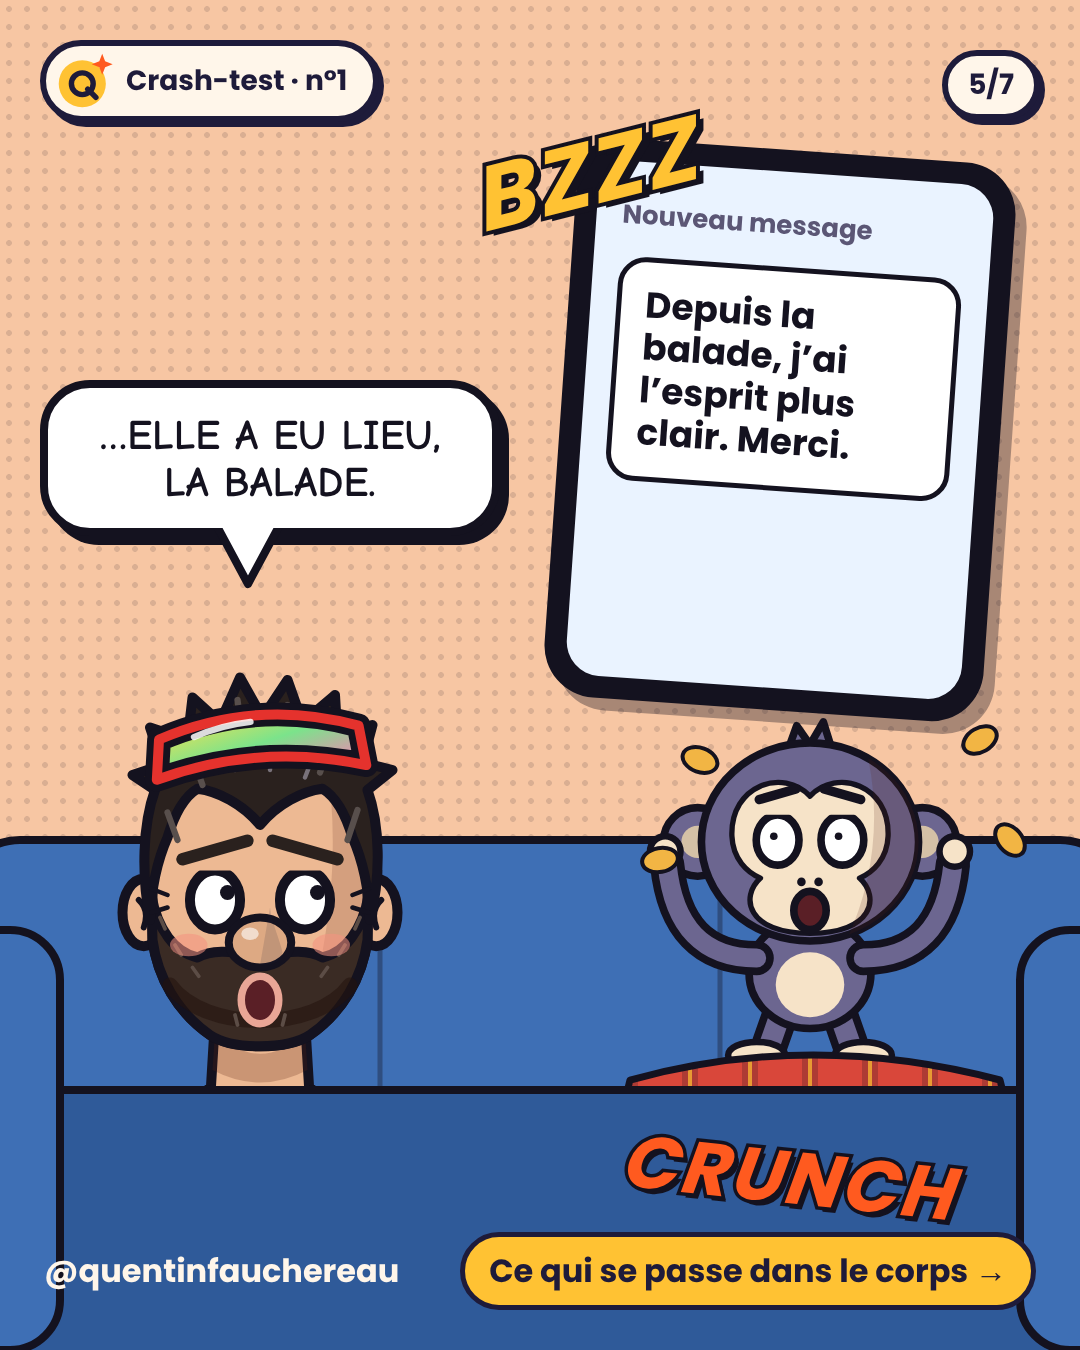 Q Crash-test · n°1
5/7
BZZZ
Nouveau message
Depuis la
balade, j’ai
l’esprit plus
clair. Merci.
...ELLE A EU LIEU,
LA BALADE.
CRUNCH
@quentinfauchereau
Ce qui se passe dans le corps →